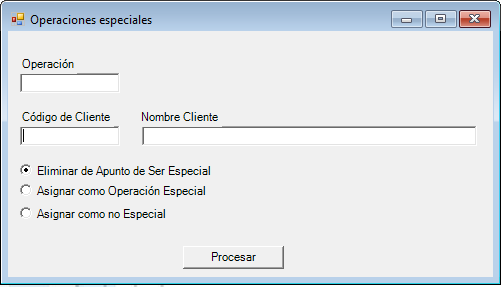 Operaciones especiales
Operación
Código de Cliente Nombre Cliente
Eliminar de Apunto de Ser Especial
Asignar como Operación Especial
Asignar como no Especial
Procesar